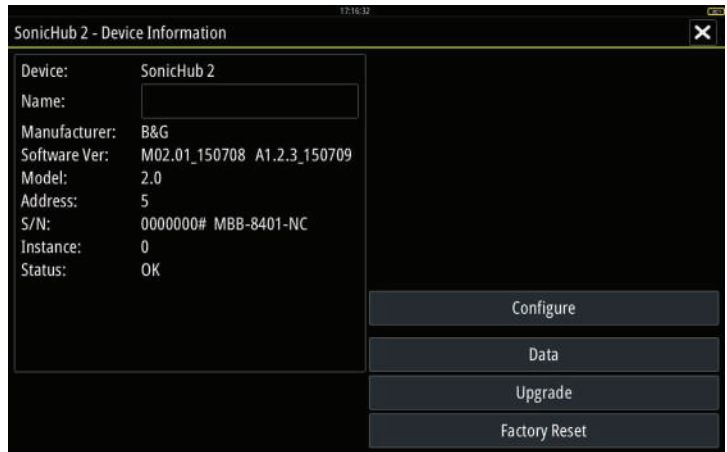 17:16:32
SonicHub 2 - Device Information
Device: SonicHub 2
Name:
Manufacturer: B&G
Software Ver: M02.01_150708 A1.2.3_150709
Model: 2.0
Address: 5
S/N: 0000000# MBB-8401-NC
Instance: 0
Status: OK
Configure
Data
Upgrade
Factory Reset